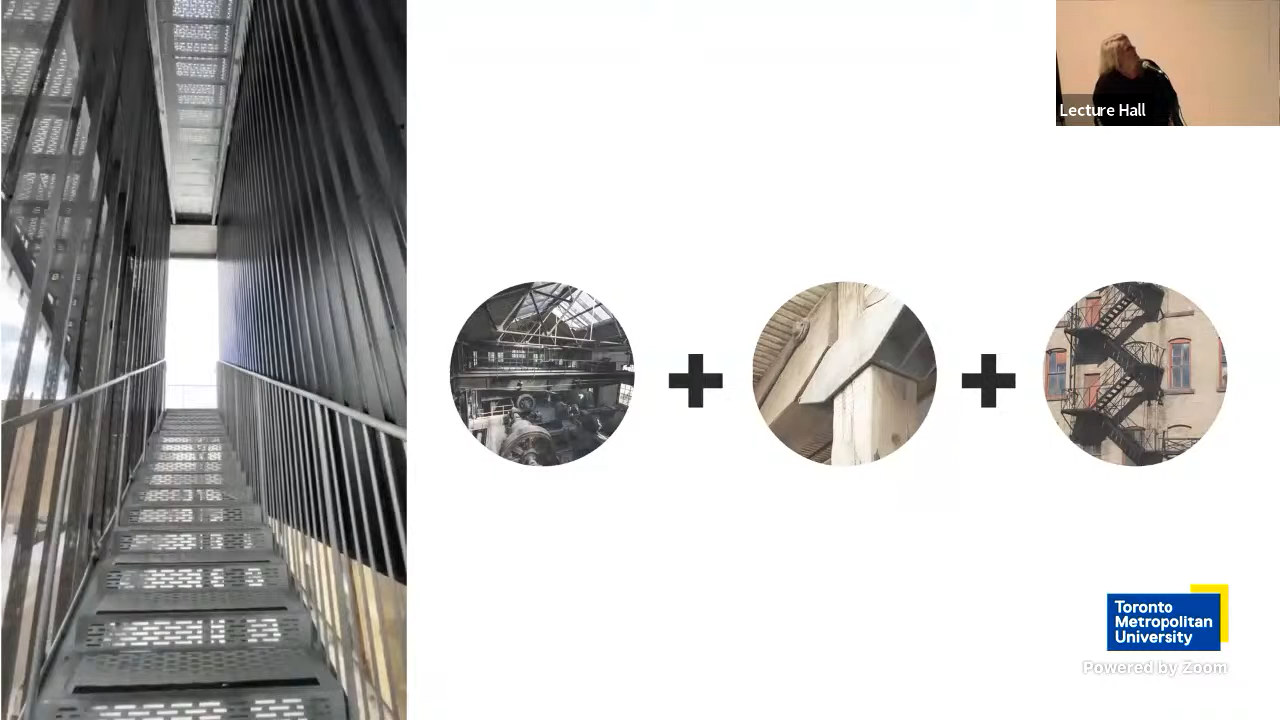 Lecture Hall
Toronto
Metropolitan
University
Powered by Zoom